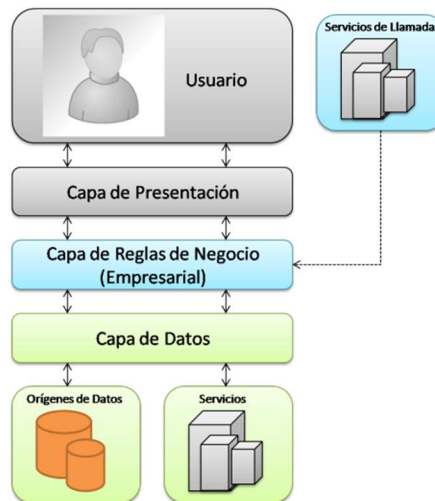 Servicios de Llamada
Usuario
Capa de Presentación
Capa de Reglas de Negocio
(Empresarial)
Capa de Datos
Orígenes de Datos
Servicios